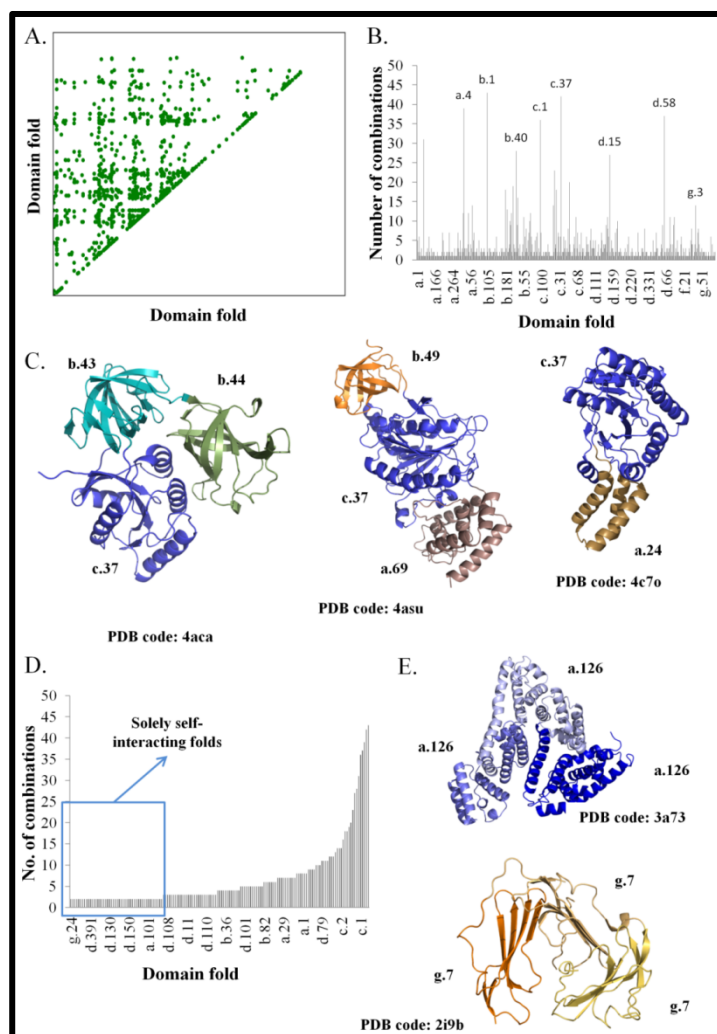 A.
Domain fold
Domain fold
B.
Number of combinations
50
45
40
35
30
25
20
15
10
5
0
a.4
b.1
b.40
c.1
c.37
d.15
d.58
g.3
a.1
a.166
a.264
a.56
b.105
b.181
b.55
c.100
c.31
c.68
d.111
d.159
d.220
d.331
d.66
f.21
g.51
Domain fold
C.
b.43
b.44
c.37
PDB code: 4aca
b.49
c.37
a.69
PDB code: 4asu
c.37
a.24
PDB code: 4c7o
D.
No. of combinations
50
45
40
35
30
25
20
15
10
5
0
Solely self-
interacting folds
g.24
d.391
d.130
d.150
a.101
d.108
d.11
d.110
b.36
d.101
b.82
a.29
a.1
d.79
c.2
c.1
Domain fold
E.
a.126
a.126
a.126
PDB code: 3a73
g.7
g.7
g.7
PDB code: 2i9b